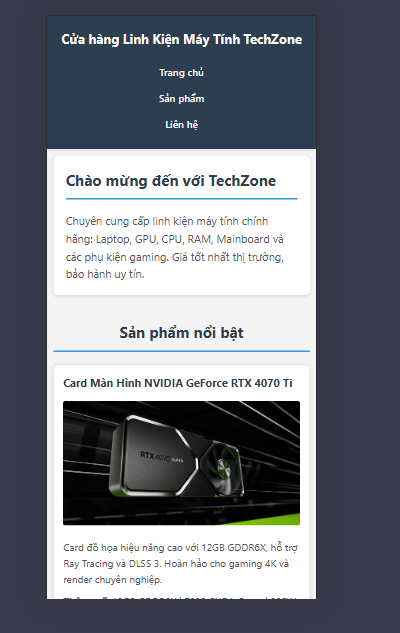 Cửa hàng Linh Kiện Máy Tính TechZone
Trang chủ
Sản phẩm
Liên hệ
Chào mừng đến với TechZone
Chuyên cung cấp linh kiện máy tính chính
hãng: Laptop, GPU, CPU, RAM, Mainboard và
các phụ kiện gaming. Giá tốt nhất thị trường,
bảo hành uy tín.
Sản phẩm nổi bật
Card Màn Hình NVIDIA GeForce RTX 4070 Ti
RTX 4070 SUPER
Card đồ họa hiệu năng cao với 12GB GDDR6X, hỗ trợ
Ray Tracing và DLSS 3. Hoàn hảo cho gaming 4K và
render chuyên nghiệp.